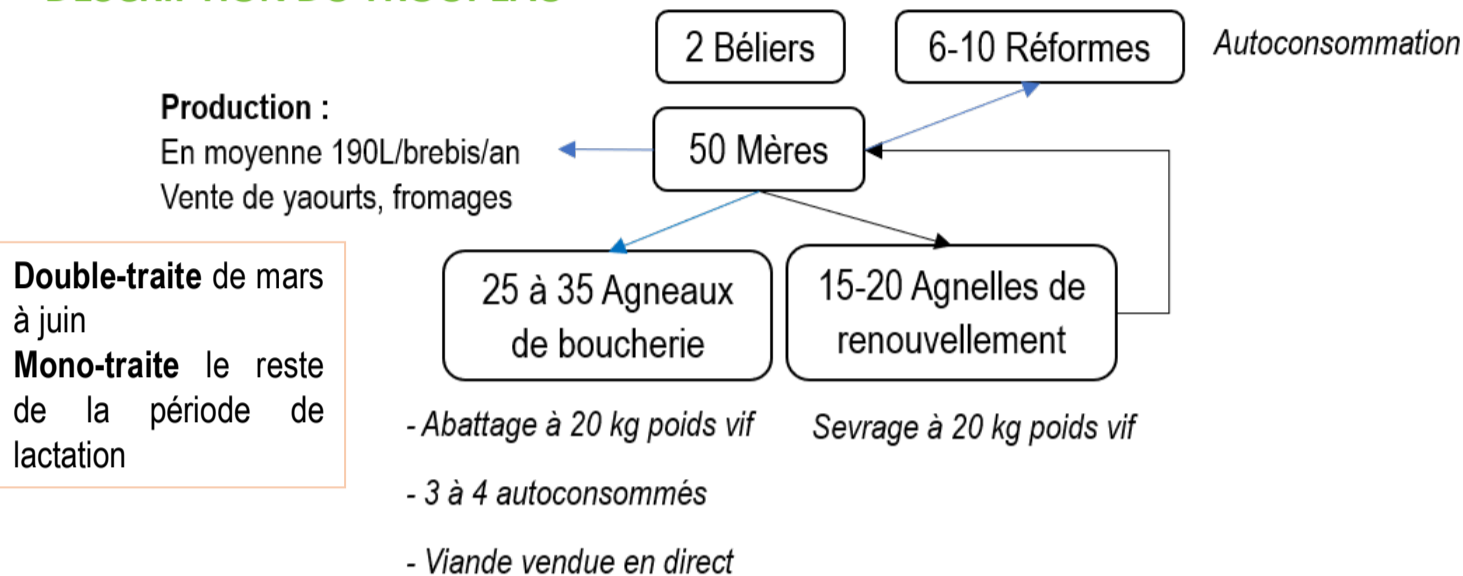 DESCRIPTION DU TROUPEAU
2 Béliers
6-10 Réformes
Autoconsommation
Production :
En moyenne 190L/brebis/an
Vente de yaourts, fromages
50 Mères
Double-traite de mars
à juin
Mono-traite le reste
de la période de
lactation
25 à 35 Agneaux
de boucherie
15-20 Agnelles de
renouvellement
- Abattage à 20 kg poids vif
- 3 à 4 autoconsommés
- Viande vendue en direct
Sevrage à 20 kg poids vif